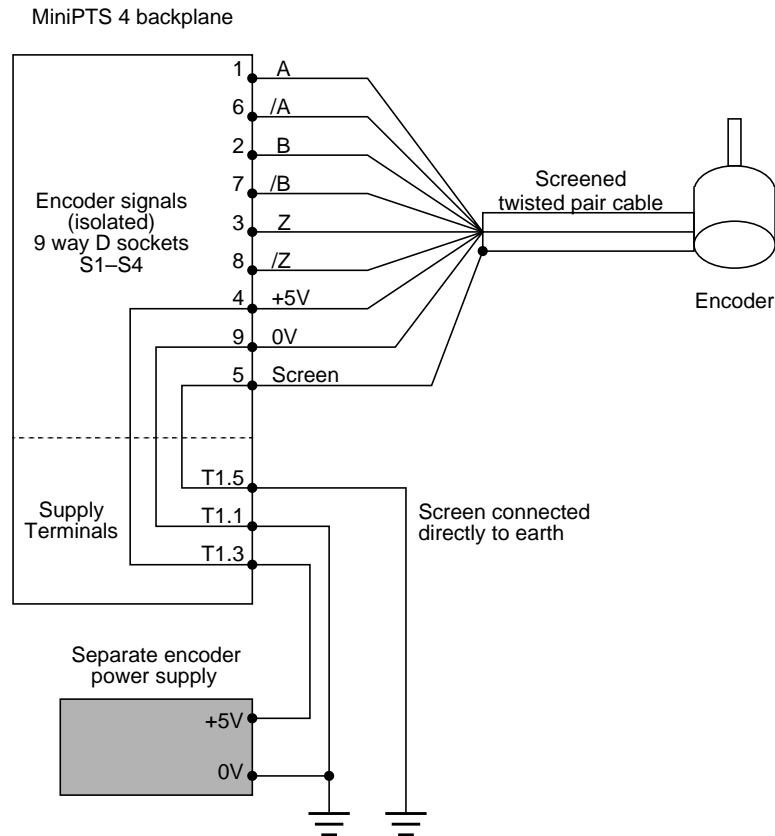 MiniPTS 4 backplane
1 A
6 /A
2 B
7 /B
3 Z
8 /Z
4 +5V
9 0V
5 Screen
Encoder signals
(isolated)
9 way D sockets
S1–S4
Screened
twisted pair cable
Encoder
T1.5
T1.1
T1.3
Supply
Terminals
Screen connected
directly to earth
Separate encoder
power supply
+5V
0V